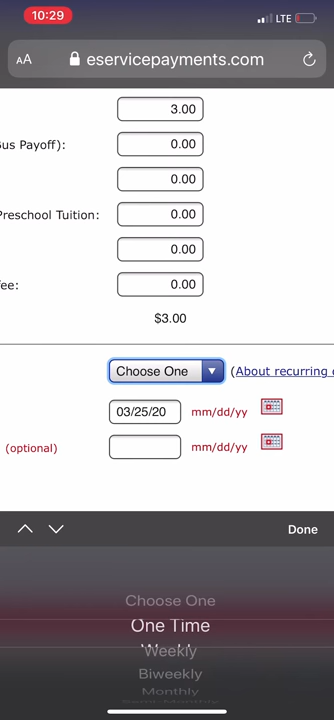 10:29
LTE
AA eservicepayments.com
3.00
us Payoff): 0.00
0.00
Preschool Tuition: 0.00
0.00
fee: 0.00
$3.00
Choose One (About recurring
03/25/20 mm/dd/yy
(optional) mm/dd/yy
Done
Choose One
One Time
Weekly
Biweekly
Monthly